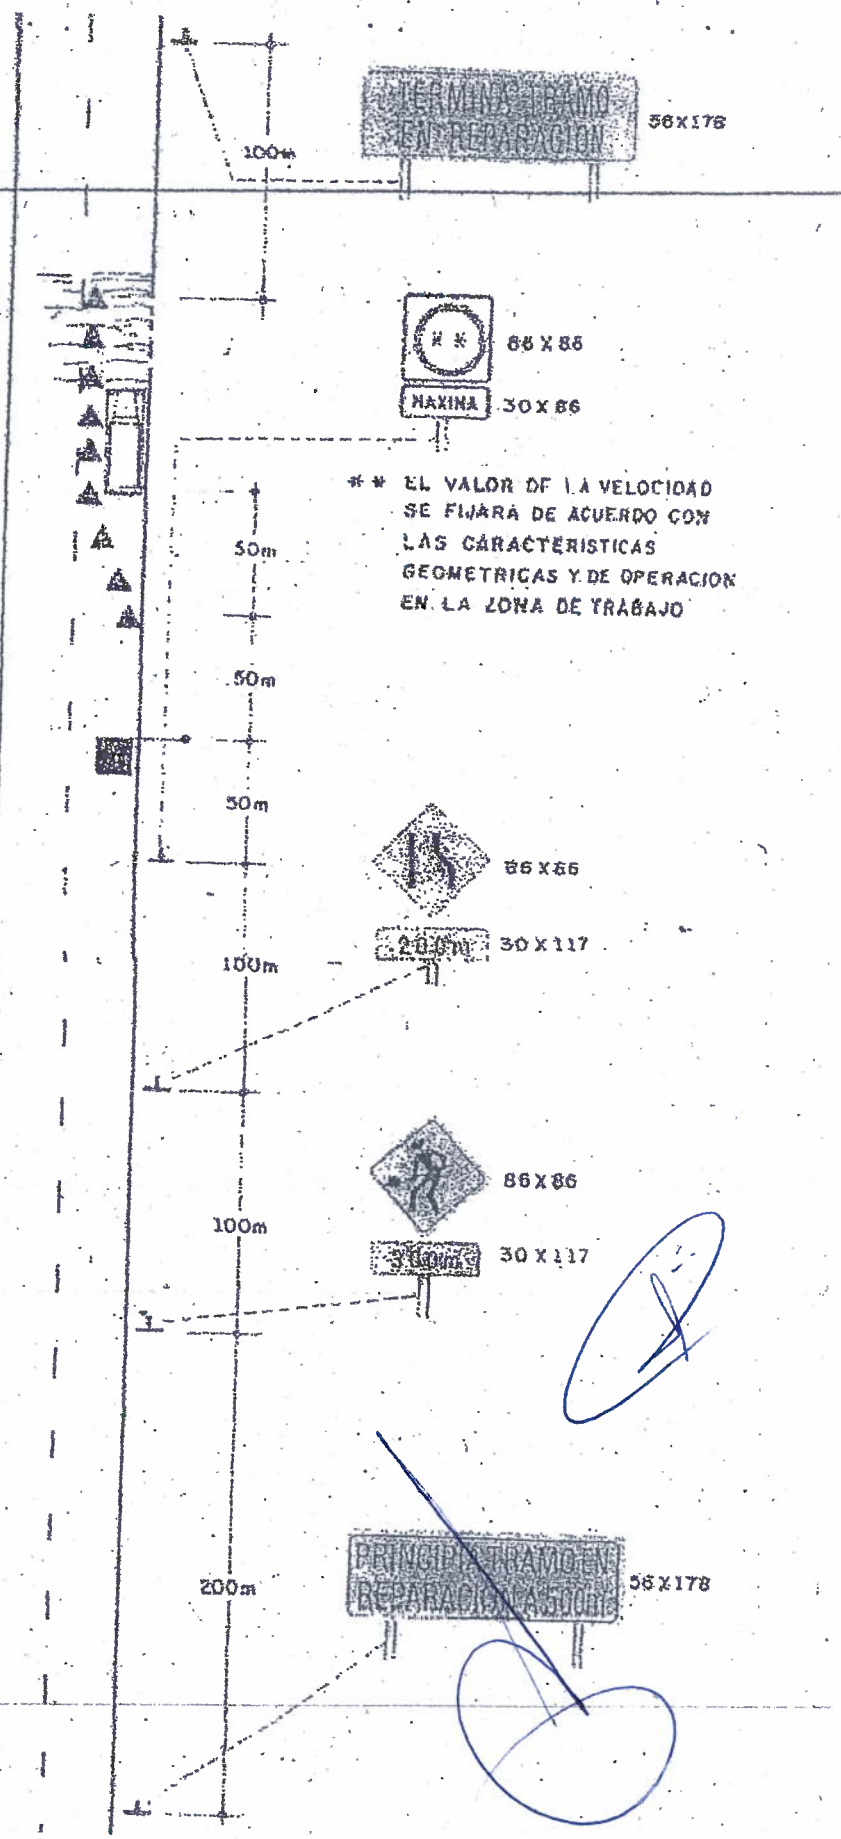 TERMINA TRAMO
EN REPARACION
56X178
100m
* *
86 X 86
MAXIMA
30 X 86
* * EL VALOR DE LA VELOCIDAD
SE FIJARA DE ACUERDO CON
LAS CARACTERISTICAS
GEOMETRICAS Y DE OPERACION
EN LA ZONA DE TRABAJO
50m
50m
50m
86 X 86
200m
30 X 117
100m
86 X 86
300m
30 X 117
100m
PRINCIPIA TRAMO EN
REPARACION A 500m
56 X 178
200m